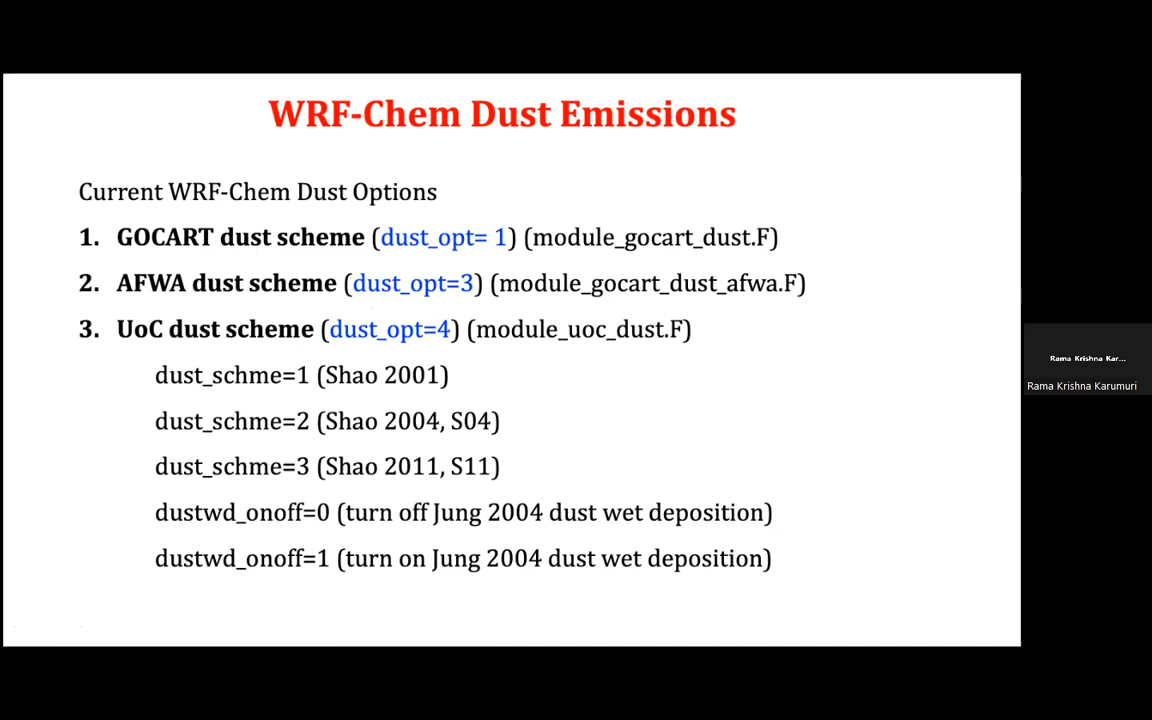 WRF-Chem Dust Emissions
Current WRF-Chem Dust Options
1. GOCART dust scheme (dust_opt= 1) (module_gocart_dust.F)
2. AFWA dust scheme (dust_opt=3) (module_gocart_dust_afwa.F)
3. UoC dust scheme (dust_opt=4) (module_uoc_dust.F)
dust_schme=1 (Shao 2001)
dust_schme=2 (Shao 2004, S04)
dust_schme=3 (Shao 2011, S11)
dustwd_onoff=0 (turn off Jung 2004 dust wet deposition)
dustwd_onoff=1 (turn on Jung 2004 dust wet deposition)
Rama Krishna Kar...
Rama Krishna Karumuri